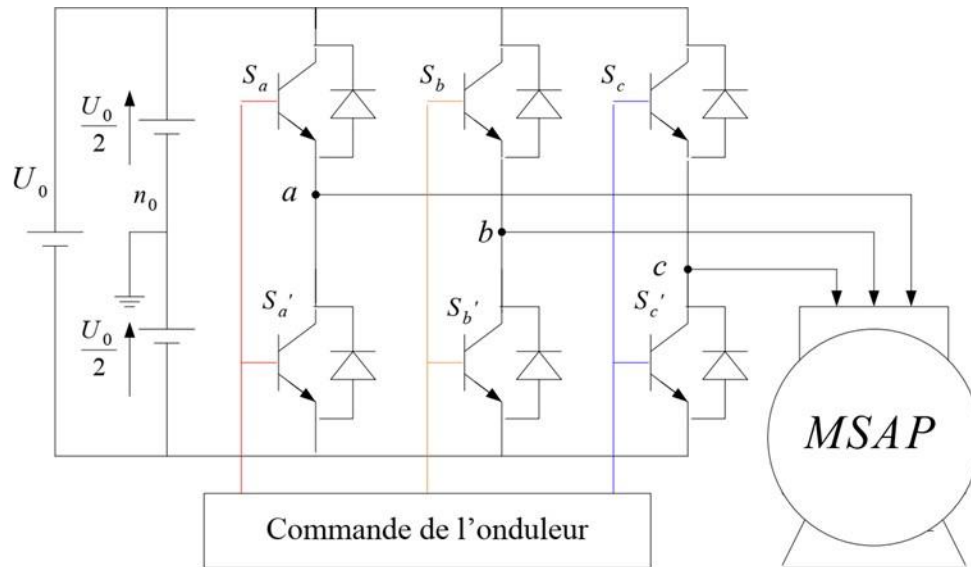 S_a
S_b
S_c
U_0/2
U_0
n_0
a
b
c
U_0/2
S_a'
S_b'
S_c'
MSAP
Commande de l'onduleur